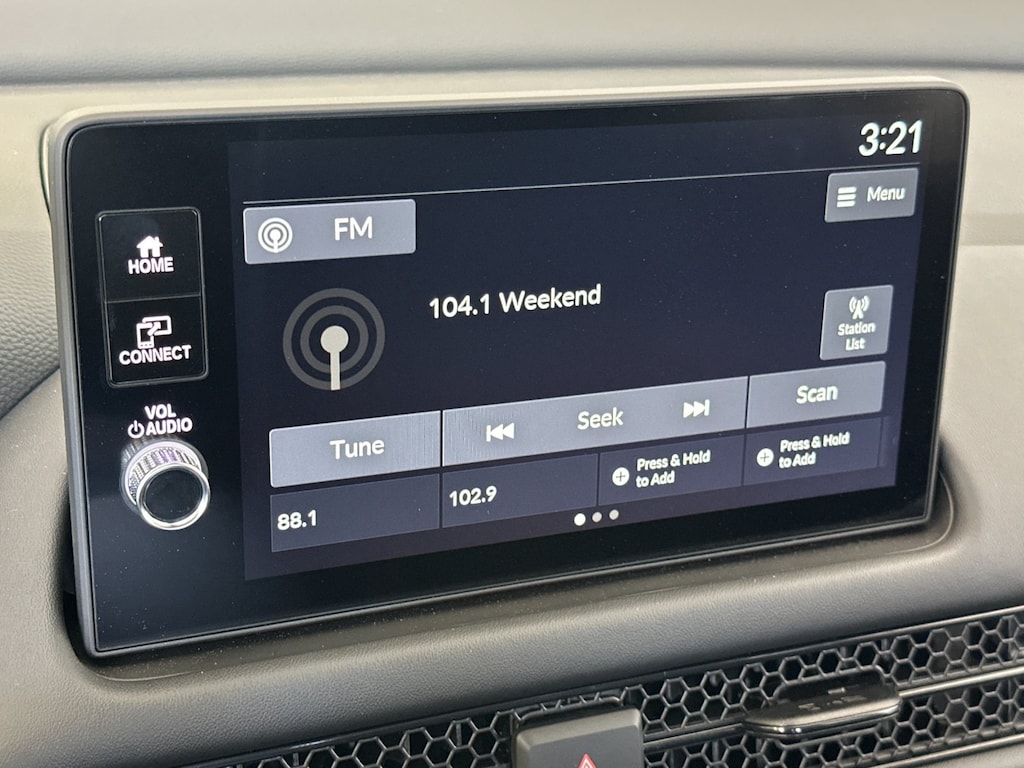 3:21
Menu
FM
HOME
104.1 Weekend
Station
List
CONNECT
VOL
AUDIO
Tune
Seek
Scan
88.1
102.9
Press & Hold
to Add
Press & Hold
to Add